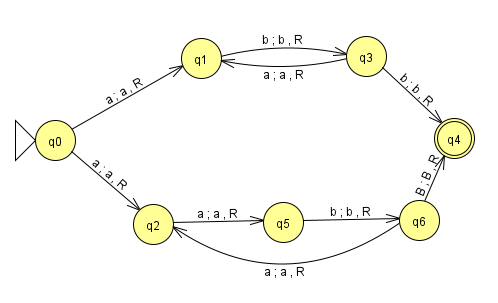 b ; b , R
q1
q3
a ; a , R
a ; a , R
b ; b , R
q0
q4
a ; a , R
B ; B , R
a ; a , R
b ; b , R
q2
q5
q6
a ; a , R